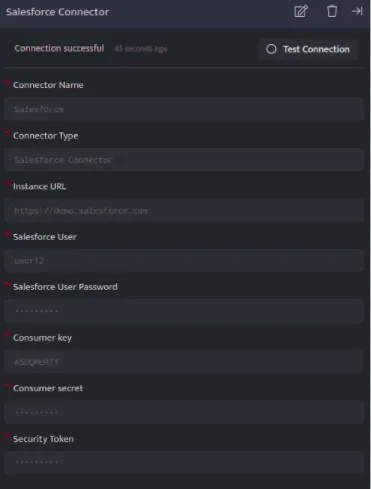 Salesforce Connector
Connection successful 45 seconds ago Test Connection
* Connector Name
Salesforce
* Connector Type
Salesforce Connector
* Instance URL
https://demo.salesforce.com
* Salesforce User
user12
* Salesforce User Password
·········
* Consumer key
ASDQWERTY
* Consumer secret
·········
* Security Token
·········